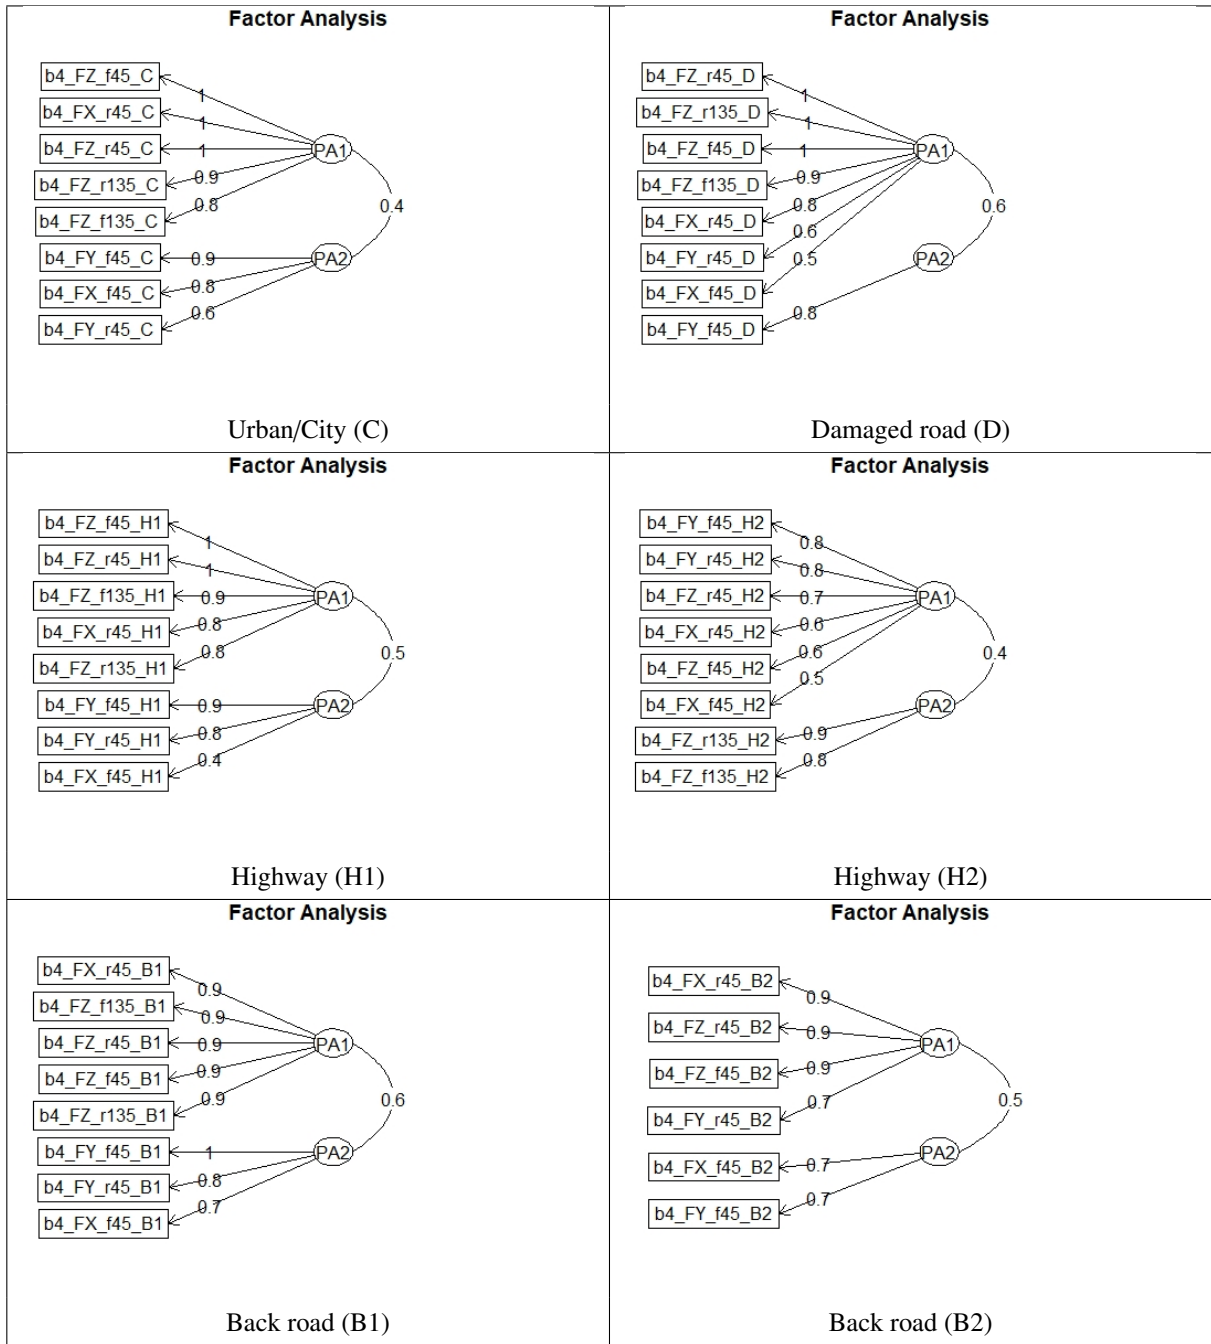 Factor Analysis
b4_FZ_f45_C
b4_FX_r45_C
b4_FZ_r45_C
b4_FZ_r135_C
b4_FZ_f135_C
b4_FY_f45_C
b4_FX_f45_C
b4_FY_r45_C
1
1
1
0.9
0.8
0.9
0.8
0.6
PA1
PA2
0.4
Urban/City (C)
Factor Analysis
b4_FZ_r45_D
b4_FZ_r135_D
b4_FZ_f45_D
b4_FZ_f135_D
b4_FX_r45_D
b4_FY_r45_D
b4_FX_f45_D
b4_FY_f45_D
1
1
1
0.9
0.8
0.6
0.5
0.8
PA1
PA2
0.6
Damaged road (D)
Factor Analysis
b4_FZ_f45_H1
b4_FZ_r45_H1
b4_FZ_f135_H1
b4_FX_r45_H1
b4_FZ_r135_H1
b4_FY_f45_H1
b4_FY_r45_H1
b4_FX_f45_H1
1
1
0.9
0.8
0.8
0.9
0.8
0.4
PA1
PA2
0.5
Highway (H1)
Factor Analysis
b4_FY_f45_H2
b4_FY_r45_H2
b4_FZ_r45_H2
b4_FX_r45_H2
b4_FZ_f45_H2
b4_FX_f45_H2
b4_FZ_r135_H2
b4_FZ_f135_H2
0.8
0.8
0.7
0.6
0.6
0.5
0.9
0.8
PA1
PA2
0.4
Highway (H2)
Factor Analysis
b4_FX_r45_B1
b4_FZ_f135_B1
b4_FZ_r45_B1
b4_FZ_f45_B1
b4_FZ_r135_B1
b4_FY_f45_B1
b4_FY_r45_B1
b4_FX_f45_B1
0.9
0.9
0.9
0.9
0.9
1
0.8
0.7
PA1
PA2
0.6
Back road (B1)
Factor Analysis
b4_FX_r45_B2
b4_FZ_r45_B2
b4_FZ_f45_B2
b4_FY_r45_B2
b4_FX_f45_B2
b4_FY_f45_B2
0.9
0.9
0.9
0.7
0.7
0.7
PA1
PA2
0.5
Back road (B2)